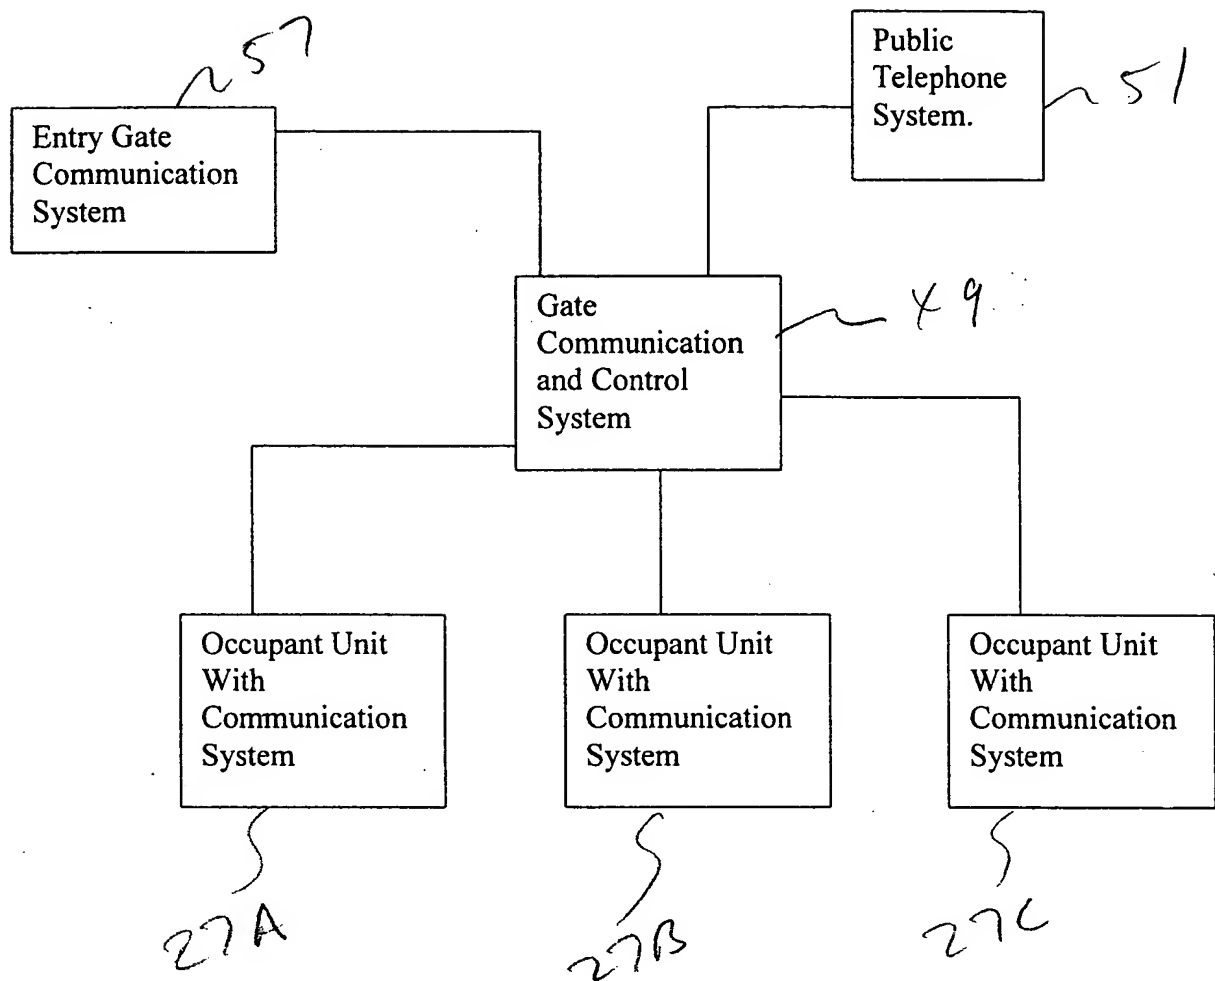 57
Public
Telephone
System.
51
Entry Gate
Communication
System
Gate
Communication
and Control
System
49
Occupant Unit
With
Communication
System
Occupant Unit
With
Communication
System
Occupant Unit
With
Communication
System
27A
27B
27C